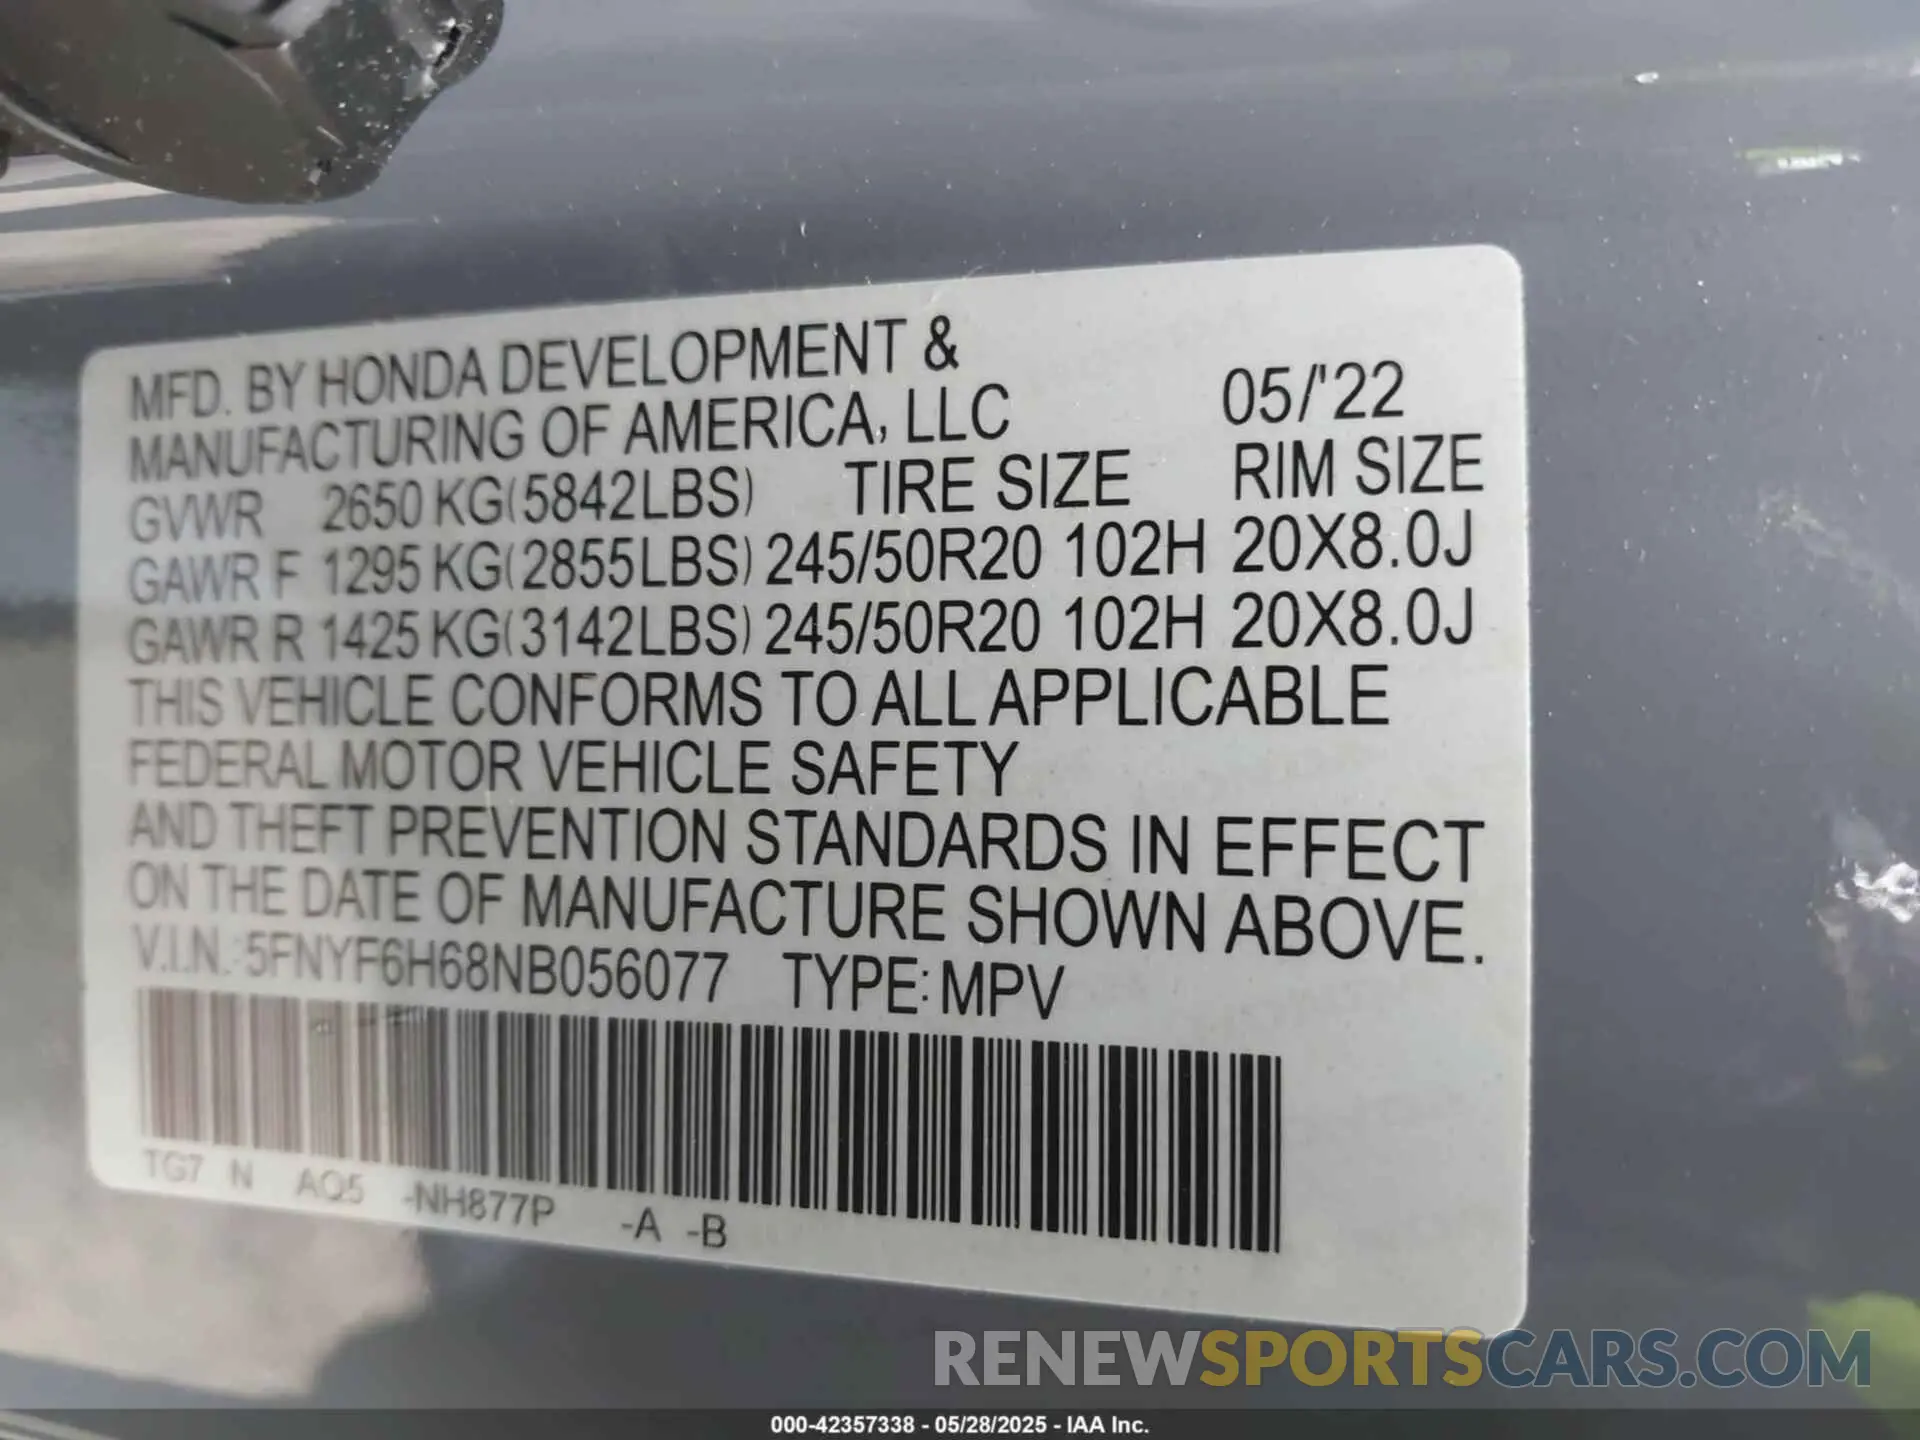 MFD. BY HONDA DEVELOPMENT &
MANUFACTURING OF AMERICA, LLC 05/'22
GVWR 2650 KG(5842LBS) TIRE SIZE RIM SIZE
GAWR F 1295 KG(2855LBS) 245/50R20 102H 20X8.0J
GAWR R 1425 KG(3142LBS) 245/50R20 102H 20X8.0J
THIS VEHICLE CONFORMS TO ALL APPLICABLE
FEDERAL MOTOR VEHICLE SAFETY
AND THEFT PREVENTION STANDARDS IN EFFECT
ON THE DATE OF MANUFACTURE SHOWN ABOVE.
V.I.N.:5FNYF6H68NB056077 TYPE:MPV
TG7 N AQ5 -NH877P -A -B
RENEWSPORTSCARS.COM
000-42357338 - 05/28/2025 - IAA Inc.